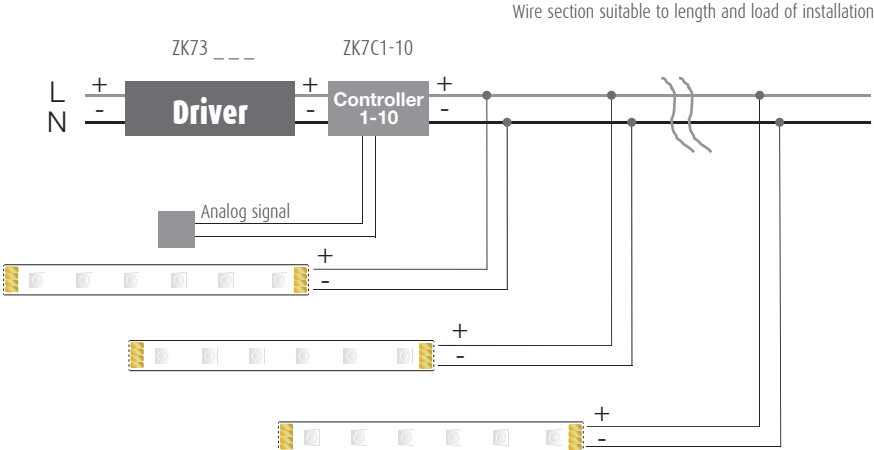 Wire section suitable to length and load of installation
ZK73 _ _ _
ZK7C1-10
L + + +
Driver
Controller
1-10
N - - -
Analog signal
+
-
+
-
+
-